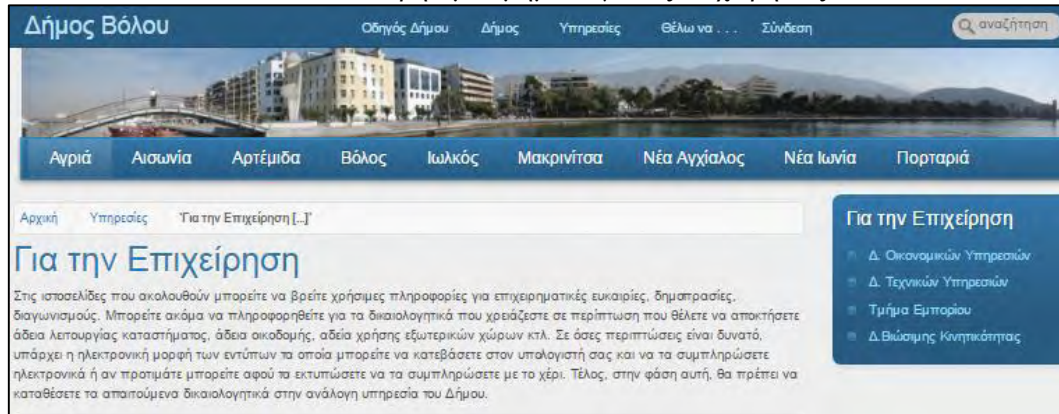 Δήμος Βόλου
Οδηγός Δήμου Δήμος Υπηρεσίες Θέλω να . . . Σύνδεση
αναζήτηση
Αγριά Αισωνία Αρτέμιδα Βόλος Ιωλκός Μακρινίτσα Νέα Αγχίαλος Νέα Ιωνία Πορταριά
Αρχική Υπηρεσίες 'Για την Επιχείρηση [...]'
Για την Επιχείρηση
Στις ιστοσελίδες που ακολουθούν μπορείτε να βρείτε χρήσιμες πληροφορίες για επιχειρηματικές ευκαιρίες, δημοπρασίες,
διαγωνισμούς. Μπορείτε ακόμα να πληροφορηθείτε για τα δικαιολογητικά που χρειάζεστε σε περίπτωση που θέλετε να αποκτήσετε
άδεια λειτουργίας καταστήματος, άδεια οικοδομής, αδεία χρήσης εξωτερικών χώρων κτλ. Σε όσες περιπτώσεις είναι δυνατό,
υπάρχει η ηλεκτρονική μορφή των εντύπων τα οποία μπορείτε να κατεβάσετε στον υπολογιστή σας και να τα συμπληρώσετε
ηλεκτρονικά ή αν προτιμάτε μπορείτε αφού τα εκτυπώσετε να τα συμπληρώσετε με το χέρι. Τέλος, στην φάση αυτή, θα πρέπει να
καταθέσετε τα απαιτούμενα δικαιολογητικά στην ανάλογη υπηρεσία του Δήμου.
Για την Επιχείρηση
Δ. Οικονομικών Υπηρεσιών
Δ. Τεχνικών Υπηρεσιών
Τμήμα Εμπορίου
Δ.Βιώσιμης Κινητικότητας